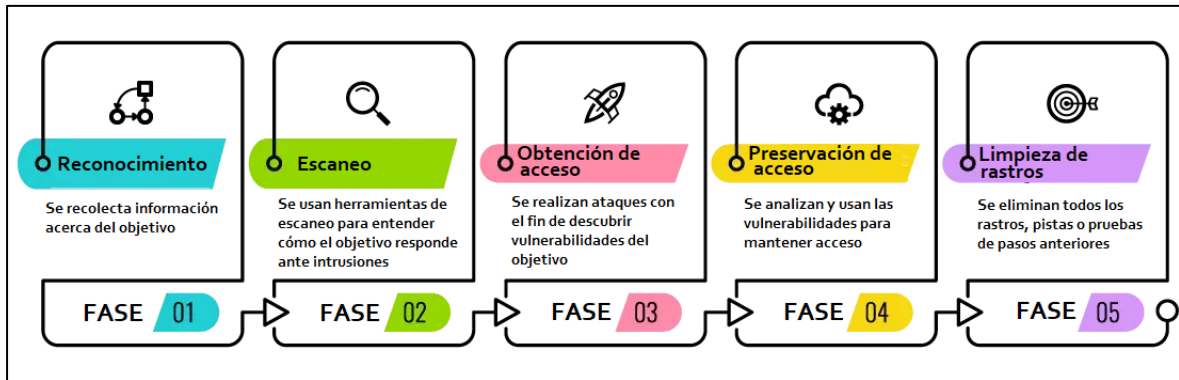 Reconocimiento
Se recolecta información
acerca del objetivo
FASE 01
Escaneo
Se usan herramientas de
escaneo para entender
cómo el objetivo responde
ante intrusiones
FASE 02
Obtención de
acceso
Se realizan ataques con
el fin de descubrir
vulnerabilidades del
objetivo
FASE 03
Preservación de
acceso
Se analizan y usan las
vulnerabilidades para
mantener acceso
FASE 04
Limpieza de
rastros
Se eliminan todos los
rastros, pistas o pruebas
de pasos anteriores
FASE 05